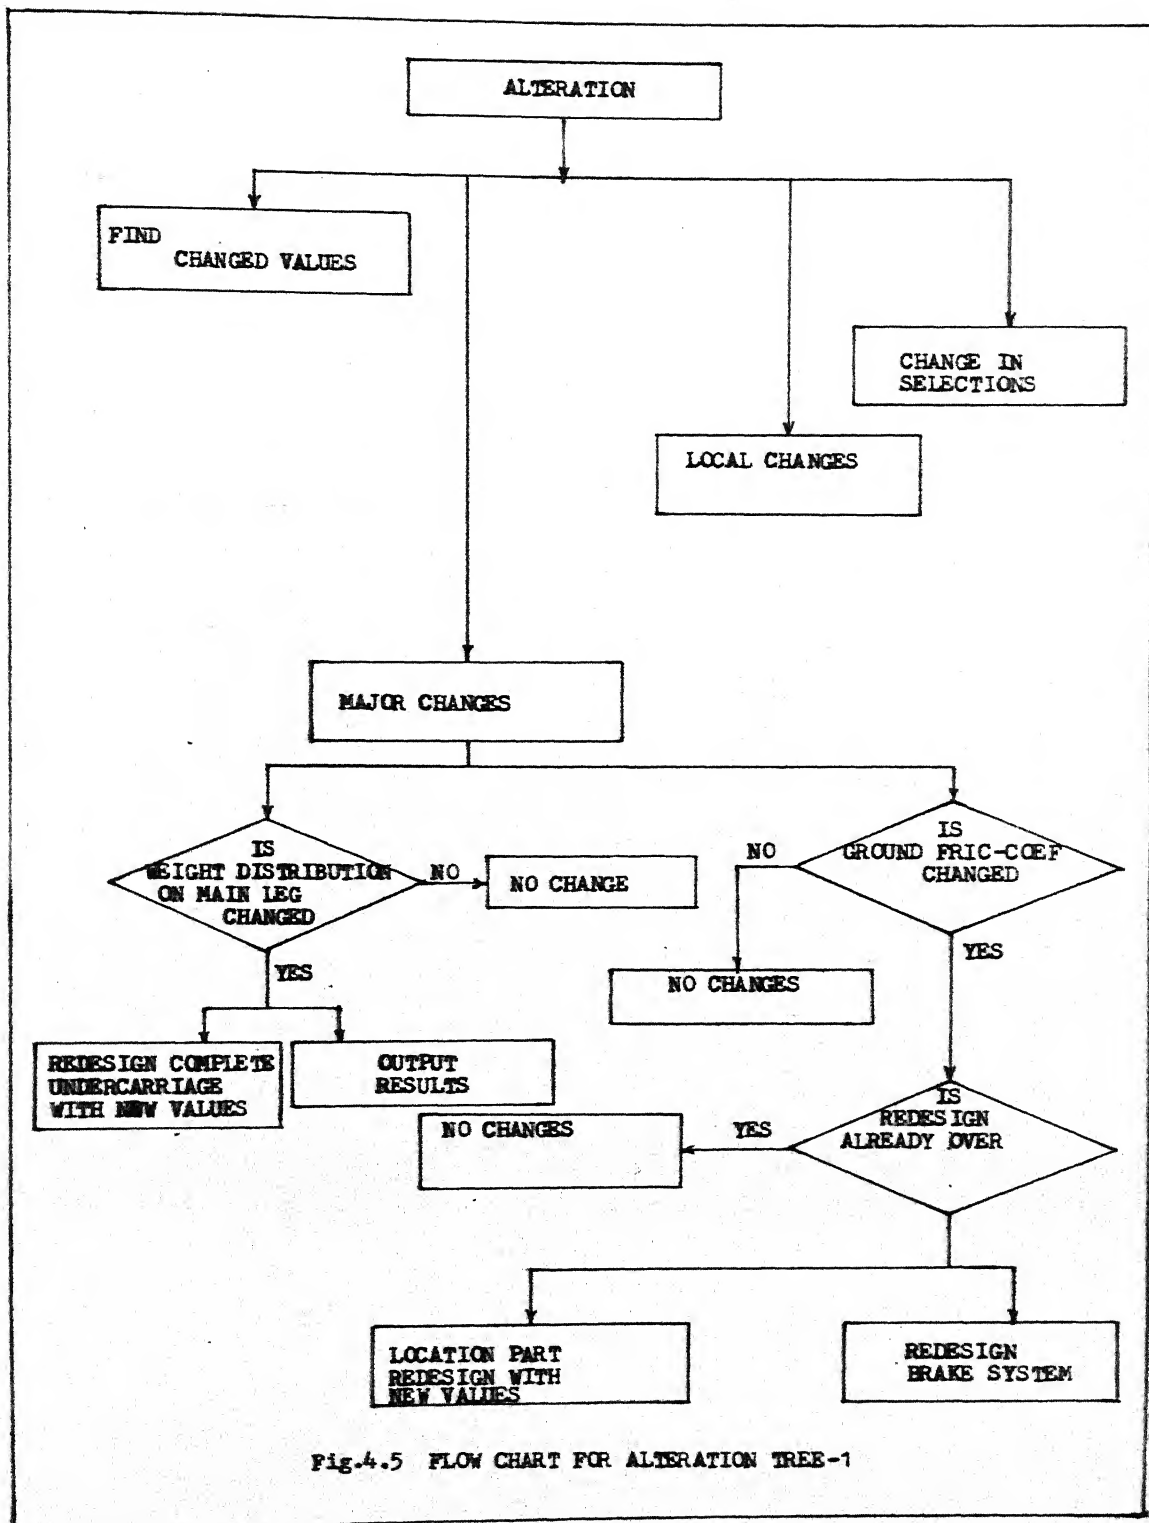 ALTERATION
FIND
CHANGED VALUES
CHANGE IN
SELECTIONS
LOCAL CHANGES
MAJOR CHANGES
IS
WEIGHT DISTRIBUTION
ON MAIN LEG
CHANGED
NO
NO CHANGE
YES
REDESIGN COMPLETE
UNDERCARRIAGE
WITH NEW VALUES
OUTPUT
RESULTS
IS
GROUND FRIC-COEF
CHANGED
NO
NO CHANGES
YES
IS
REDESIGN
ALREADY OVER
YES
NO CHANGES
LOCATION PART
REDESIGN WITH
NEW VALUES
REDESIGN
BRAKE SYSTEM
Fig.4.5 FLOW CHART FOR ALTERATION TREE-1